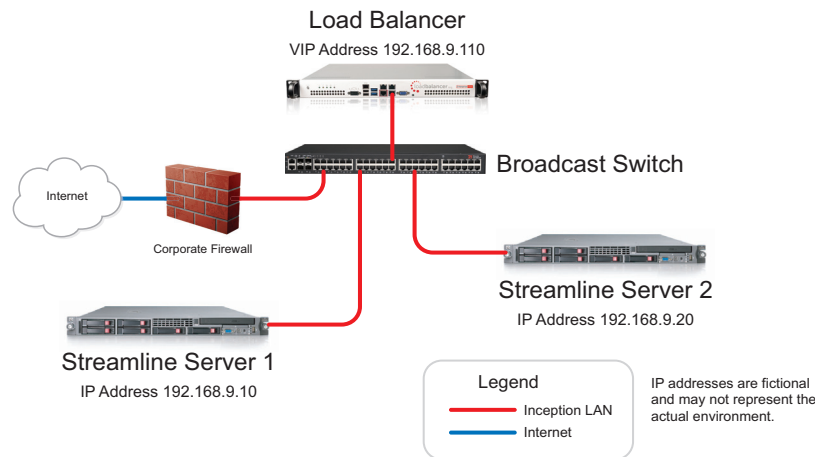 Load Balancer
VIP Address 192.168.9.110
Broadcast Switch
Internet
Corporate Firewall
Streamline Server 2
IP Address 192.168.9.20
Streamline Server 1
IP Address 192.168.9.10
Legend
Inception LAN
Internet
IP addresses are fictional
and may not represent the
actual environment.